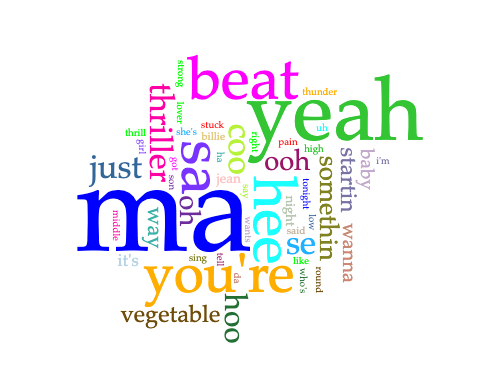 beat
yeah
thunder
strong
thriller
lover
stuck
she's
billie
coo
right
uh
pain
high
thrill
girl
got
son
sa
ha
jean
say
ooh
somethin
startin
baby
i'm
just
ma
oh
hee
night
tonight
low
said
se
wanna
middle
way
wants
it's
you're
sing
tell
da
like
who's
round
vegetable
hoo